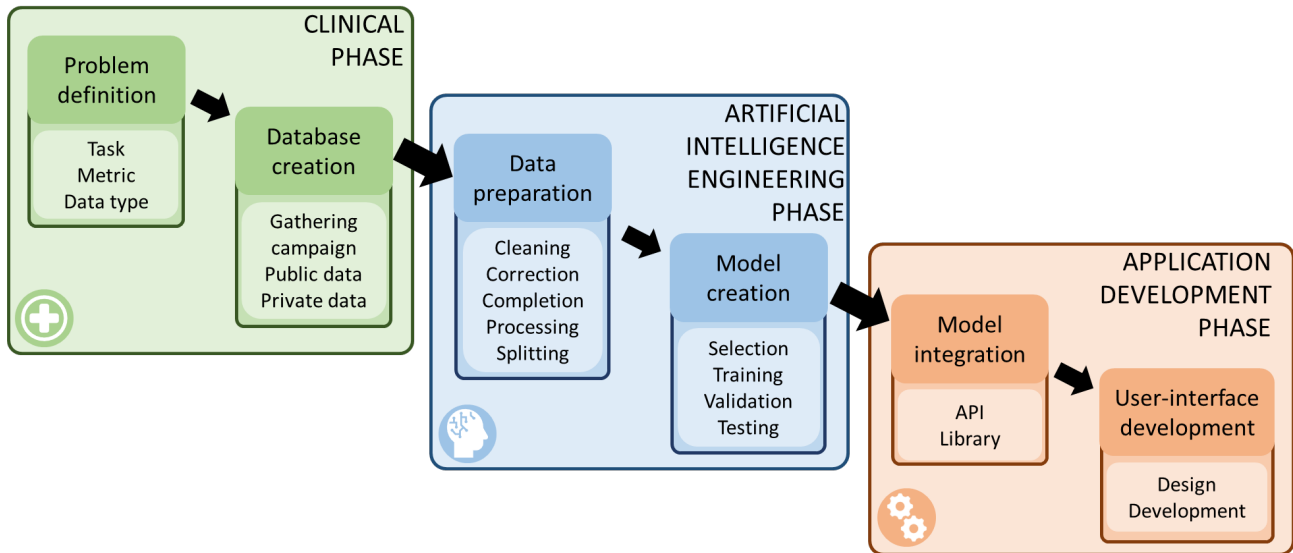 CLINICAL
PHASE
Problem
definition
Task
Metric
Data type
Database
creation
Gathering
campaign
Public data
Private data
ARTIFICIAL
INTELLIGENCE
ENGINEERING
PHASE
Data
preparation
Cleaning
Correction
Completion
Processing
Splitting
Model
creation
Selection
Training
Validation
Testing
APPLICATION
DEVELOPMENT
PHASE
Model
integration
API
Library
User-interface
development
Design
Development